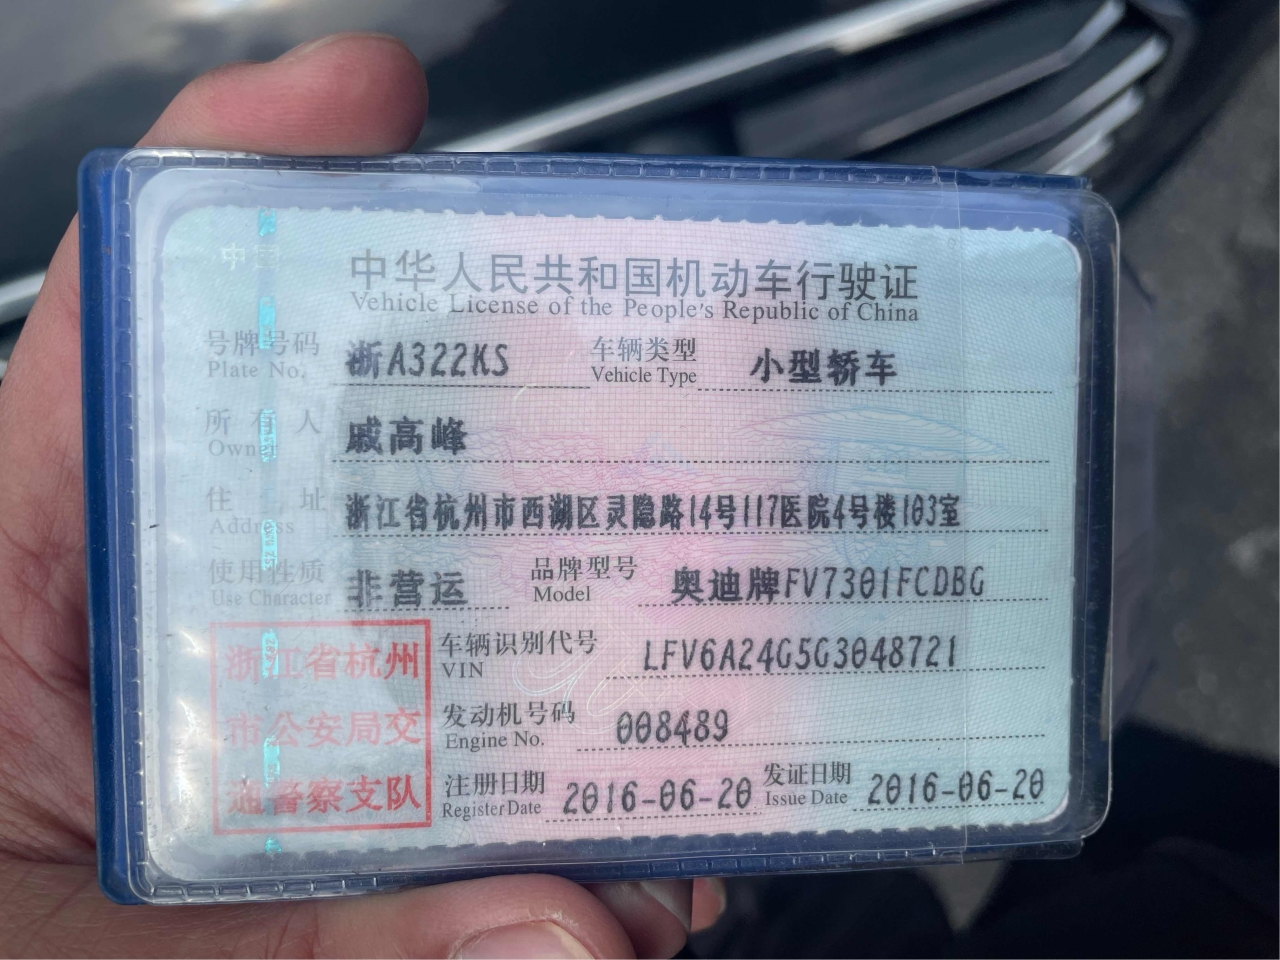 中华人民共和国机动车行驶证
Vehicle License of the People's Republic of China
号牌号码 浙A322KS 车辆类型 小型轿车
Plate No. Vehicle Type
所有人 戚高峰
Owner
住址 浙江省杭州市西湖区灵隐路14号117医院4号楼103室
Address
使用性质 非营运 品牌型号 奥迪牌FV7301FCDBG
Use Character Model
车辆识别代号 LFV6A24G5G3048721
VIN
发动机号码 008489
Engine No.
注册日期 2016-06-20 发证日期 2016-06-20
Register Date Issue Date
浙江省杭州
市公安局交
通警察支队